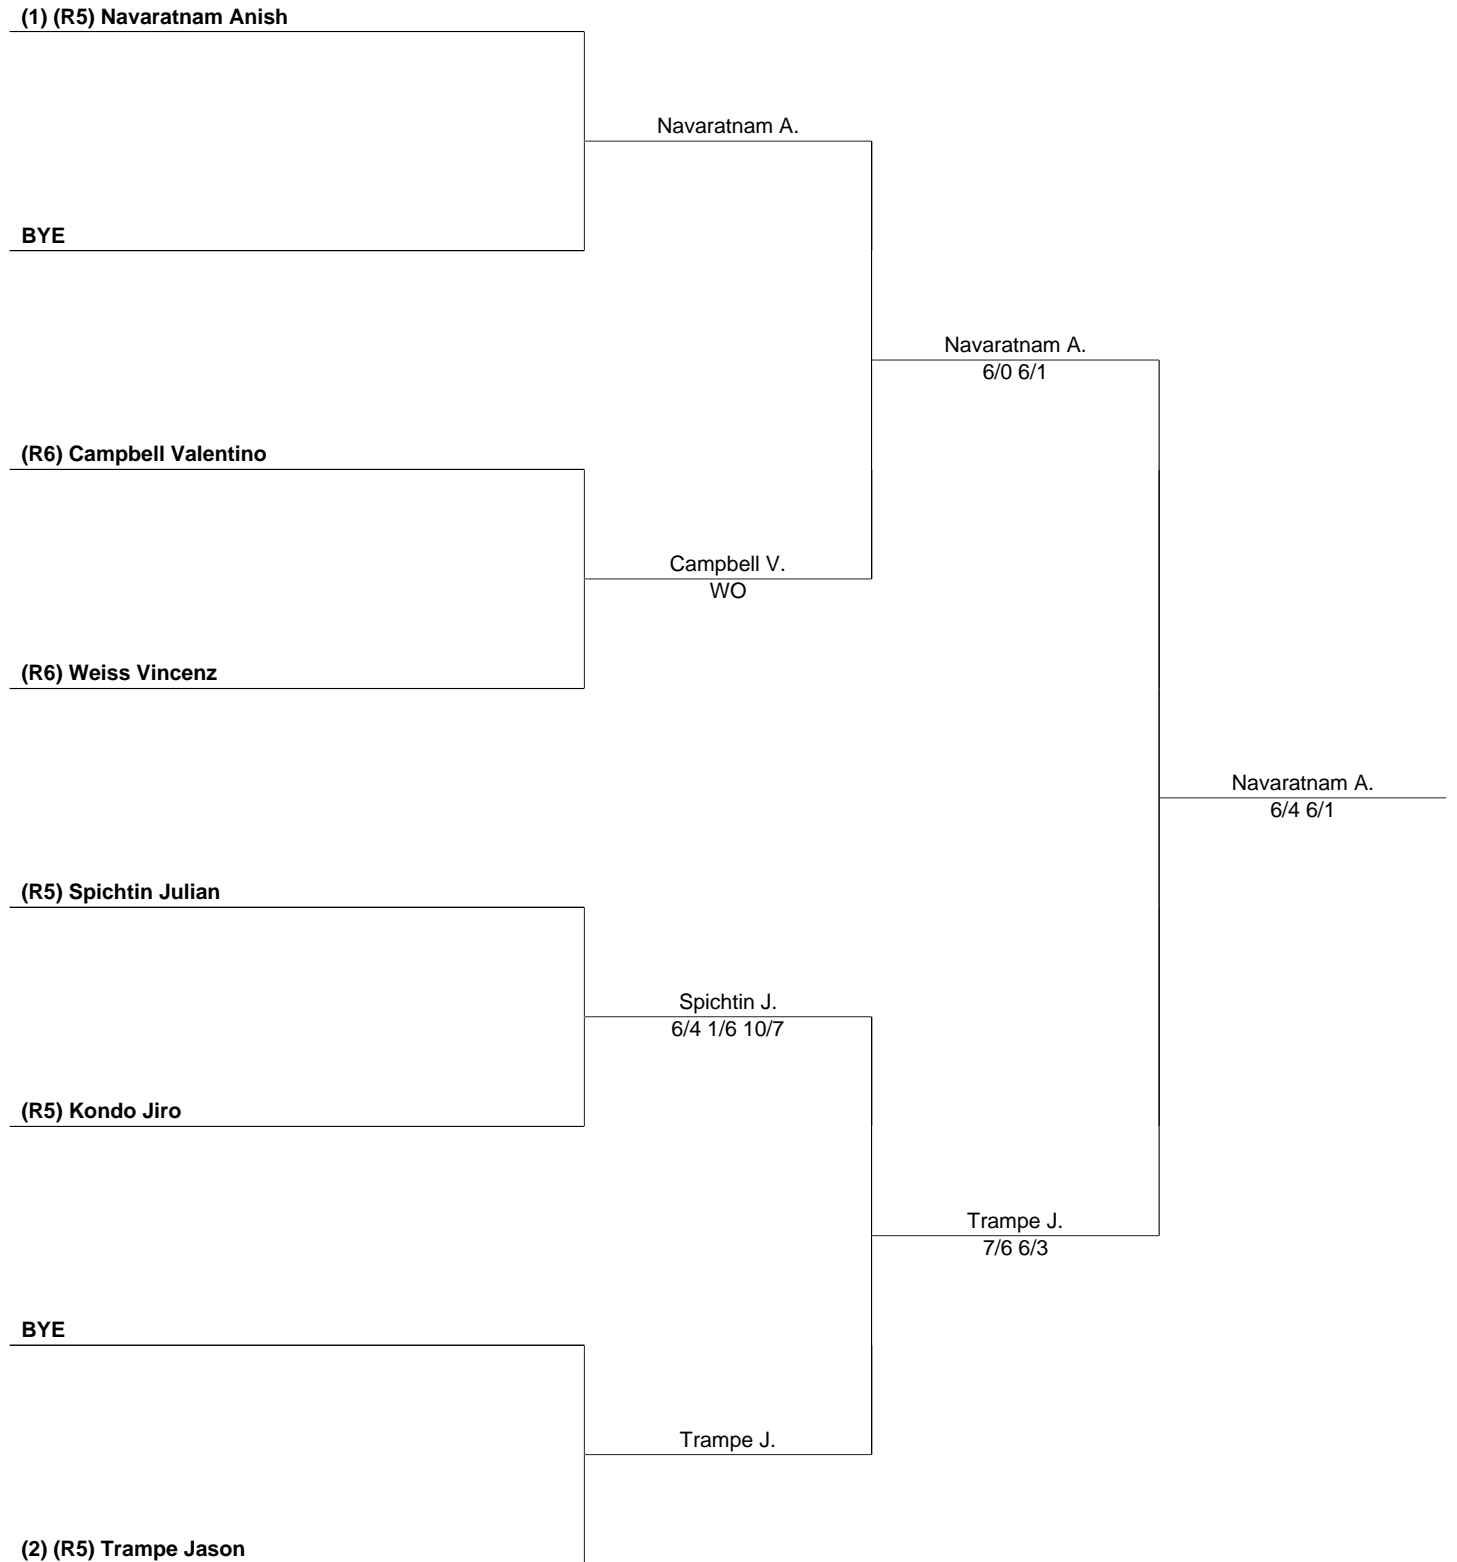 (1) (R5) Navaratnam Anish
Navaratnam A.
BYE
Navaratnam A.
6/0 6/1
(R6) Campbell Valentino
Campbell V.
WO
(R6) Weiss Vincenz
Navaratnam A.
6/4 6/1
(R5) Spichtin Julian
Spichtin J.
6/4 1/6 10/7
(R5) Kondo Jiro
Trampe J.
7/6 6/3
BYE
Trampe J.
(2) (R5) Trampe Jason